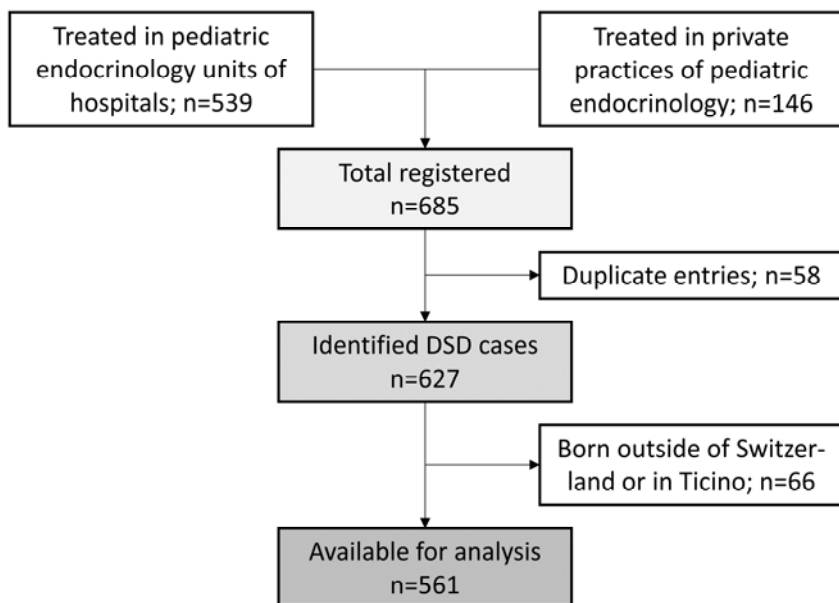 Treated in pediatric
endocrinology units of
hospitals; n=539
Treated in private
practices of pediatric
endocrinology; n=146
Total registered
n=685
Duplicate entries; n=58
Identified DSD cases
n=627
Born outside of Switzer-
land or in Ticino; n=66
Available for analysis
n=561